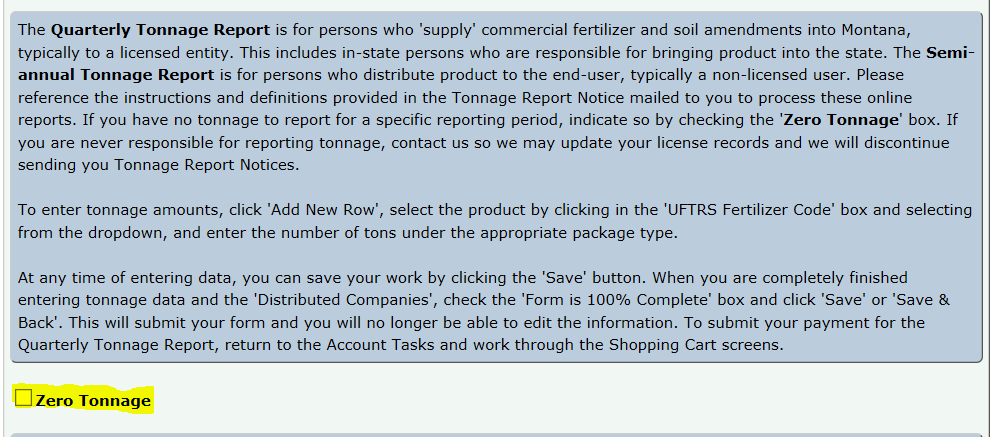 The Quarterly Tonnage Report is for persons who 'supply' commercial fertilizer and soil amendments into Montana,
typically to a licensed entity. This includes in-state persons who are responsible for bringing product into the state. The Semi-
annual Tonnage Report is for persons who distribute product to the end-user, typically a non-licensed user. Please
reference the instructions and definitions provided in the Tonnage Report Notice mailed to you to process these online
reports. If you have no tonnage to report for a specific reporting period, indicate so by checking the 'Zero Tonnage' box. If
you are never responsible for reporting tonnage, contact us so we may update your license records and we will discontinue
sending you Tonnage Report Notices.
To enter tonnage amounts, click 'Add New Row', select the product by clicking in the 'UFTRS Fertilizer Code' box and selecting
from the dropdown, and enter the number of tons under the appropriate package type.
At any time of entering data, you can save your work by clicking the 'Save' button. When you are completely finished
entering tonnage data and the 'Distributed Companies', check the 'Form is 100% Complete' box and click 'Save' or 'Save &
Back'. This will submit your form and you will no longer be able to edit the information. To submit your payment for the
Quarterly Tonnage Report, return to the Account Tasks and work through the Shopping Cart screens.
Zero Tonnage